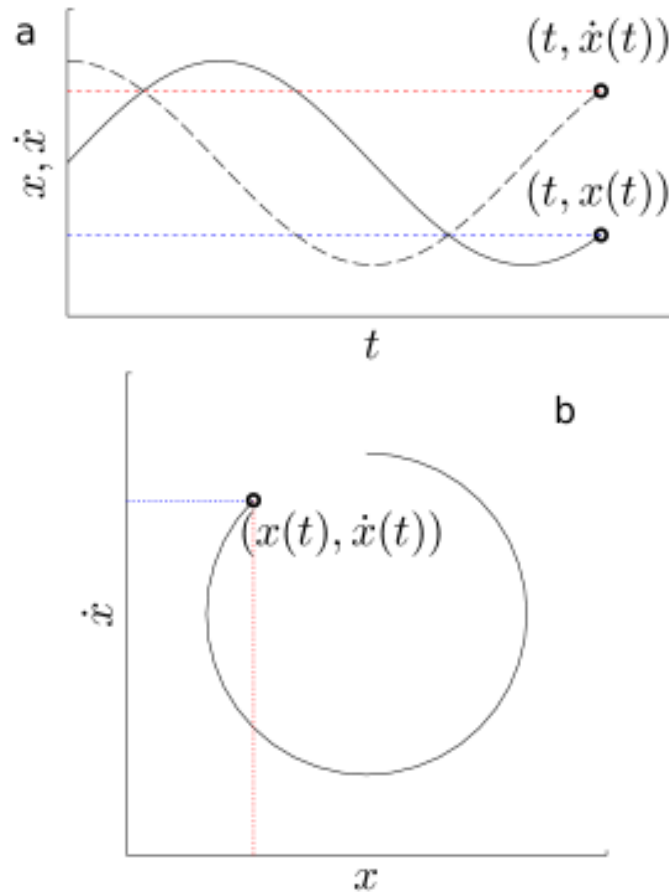 a
(t, ẋ(t))
x, ẋ
(t, x(t))
t
b
(x(t), ẋ(t))
ẋ
x